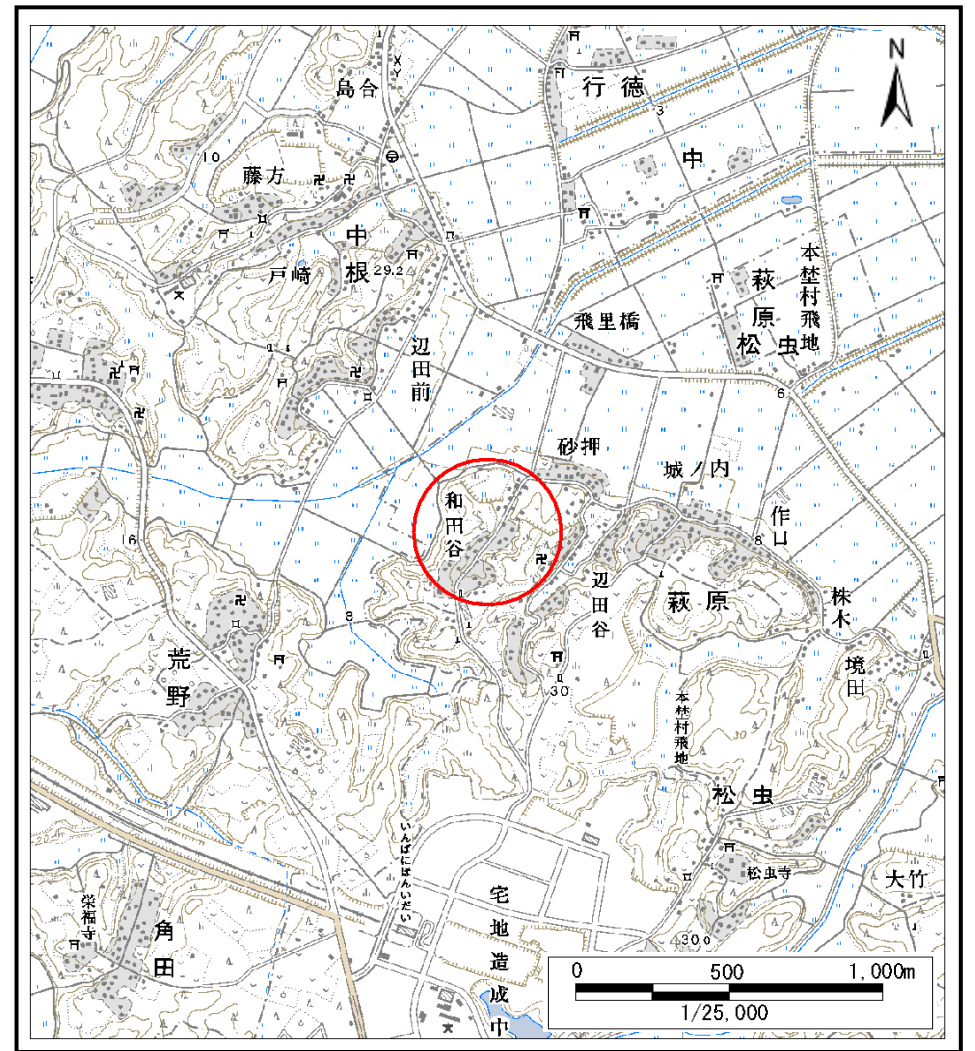 島合
行徳
N
3
10
藤方
中
中根
戸崎
29.2
本埜村飛地
萩原
松虫
飛里橋
辺田前
6
砂押
城ノ内
和田谷
作口
16
8
辺田谷
萩原
株木
8
荒野
境田
30
本埜村飛地
30
松虫
いんばにほんいだい
松虫寺
大竹
栄福寺
宅地造成中
角田
30
0 500 1,000m
1/25,000